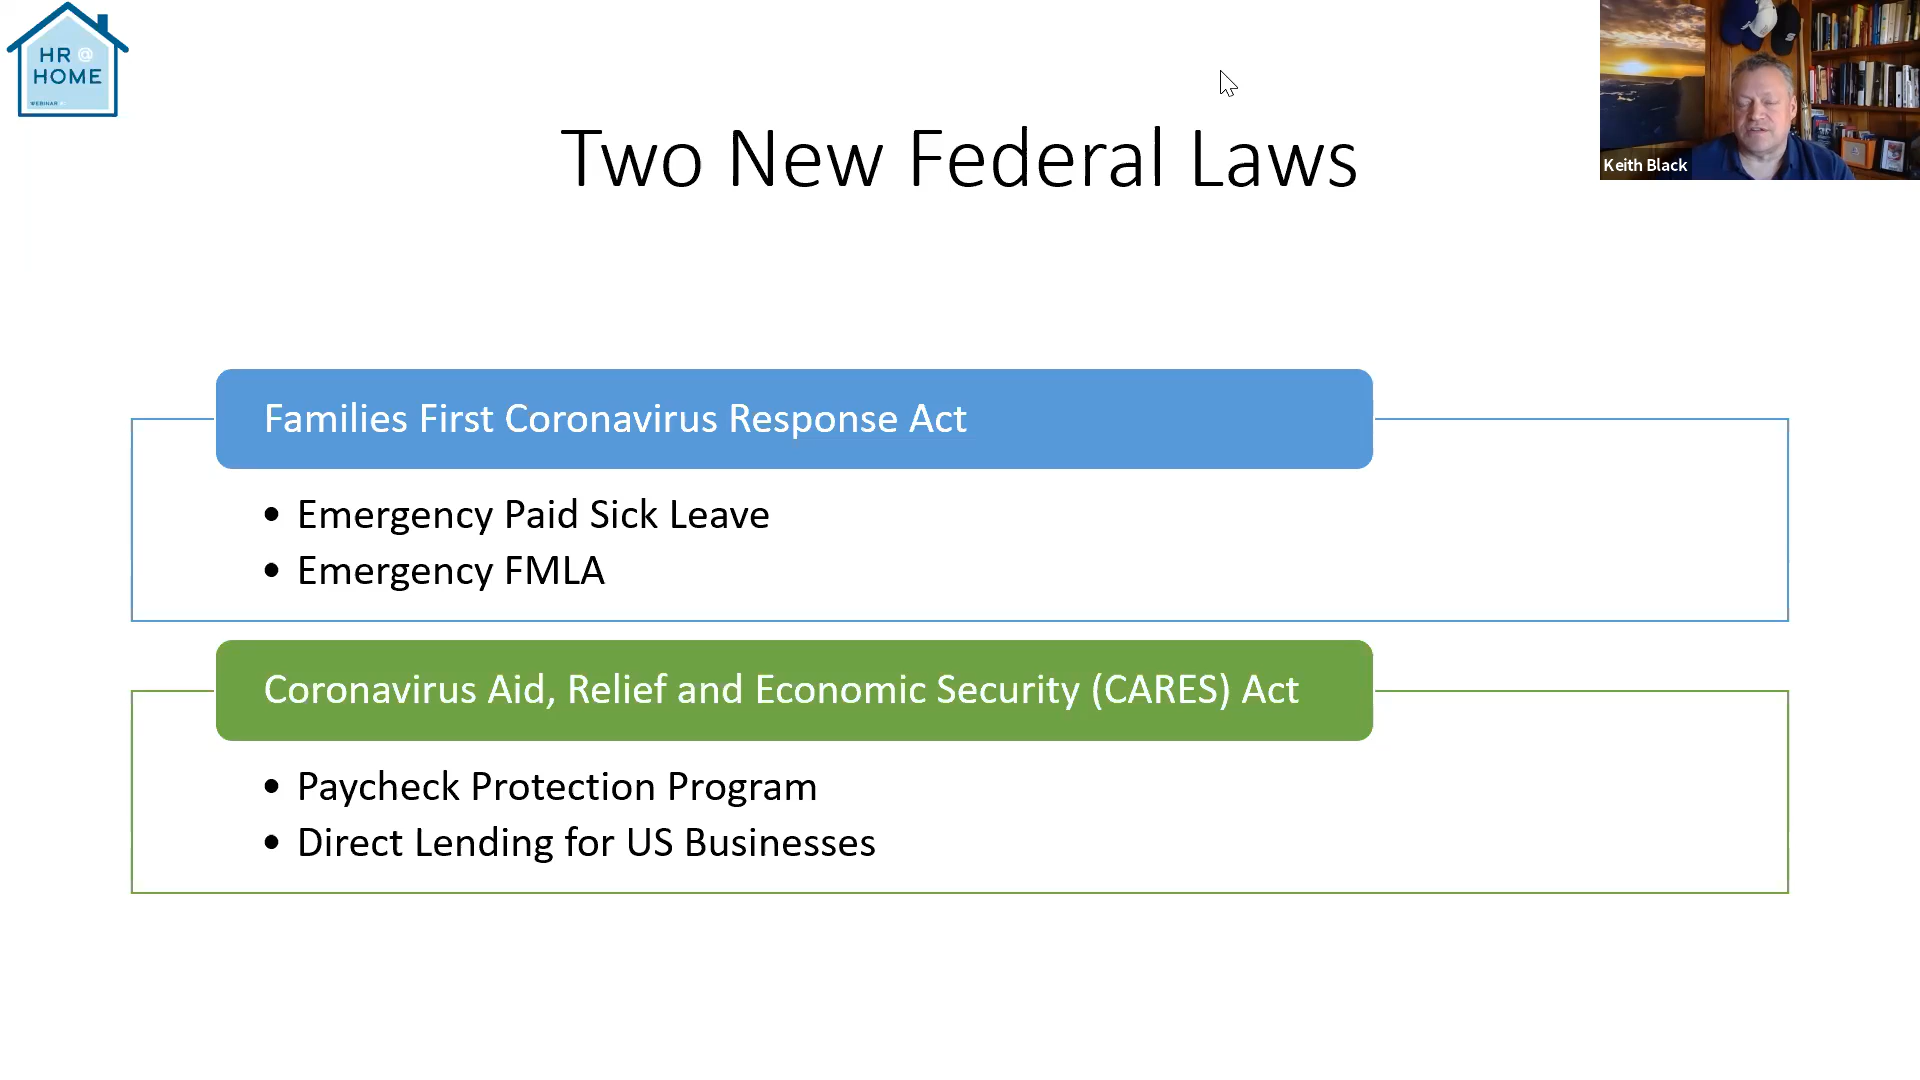 HR @
HOME
WEBINAR
Two New Federal Laws
Keith Black
Families First Coronavirus Response Act
• Emergency Paid Sick Leave
• Emergency FMLA
Coronavirus Aid, Relief and Economic Security (CARES) Act
• Paycheck Protection Program
• Direct Lending for US Businesses